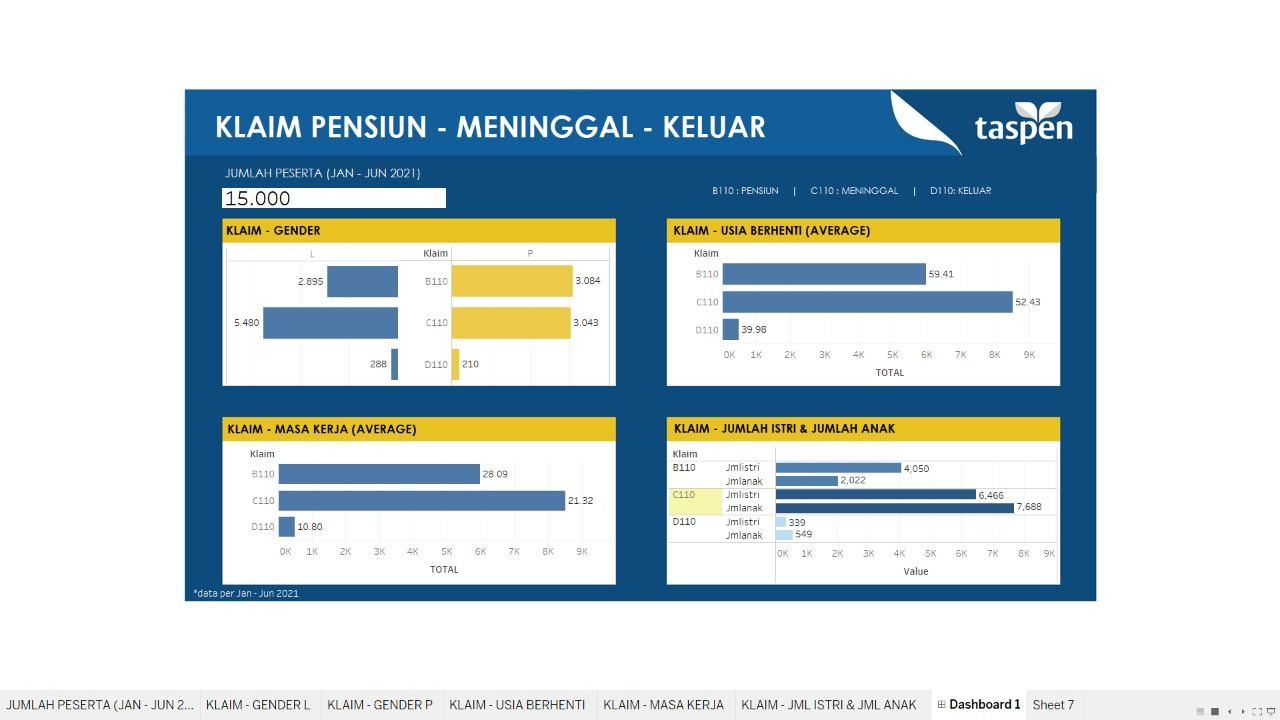 KLAIM PENSIUN - MENINGGAL - KELUAR
taspen
JUMLAH PESERTA (JAN - JUN 2021)
15.000
B110 : PENSIUN | C110 : MENINGGAL | D110: KELUAR
KLAIM - GENDER
L Klaim P
2.895 B110 3.084
5.480 C110 3.043
288 D110 210
KLAIM - USIA BERHENTI (AVERAGE)
Klaim
B110 59.41
C110 52.43
D110 39.98
0K 1K 2K 3K 4K 5K 6K 7K 8K 9K
TOTAL
KLAIM - MASA KERJA (AVERAGE)
Klaim
B110 28.09
C110 21.32
D110 10.80
0K 1K 2K 3K 4K 5K 6K 7K 8K 9K
TOTAL
KLAIM - JUMLAH ISTRI & JUMLAH ANAK
Klaim
B110 Jmlistri 4,050
Jmlanak 2,022
C110 Jmlistri 6,466
Jmlanak 7,688
D110 Jmlistri 339
Jmlanak 549
0K 1K 2K 3K 4K 5K 6K 7K 8K 9K
Value
*data per Jan - Jun 2021
JUMLAH PESERTA (JAN - JUN 2... KLAIM - GENDER L KLAIM - GENDER P KLAIM - USIA BERHENTI KLAIM - MASA KERJA KLAIM - JML ISTRI & JML ANAK Dashboard 1 Sheet 7